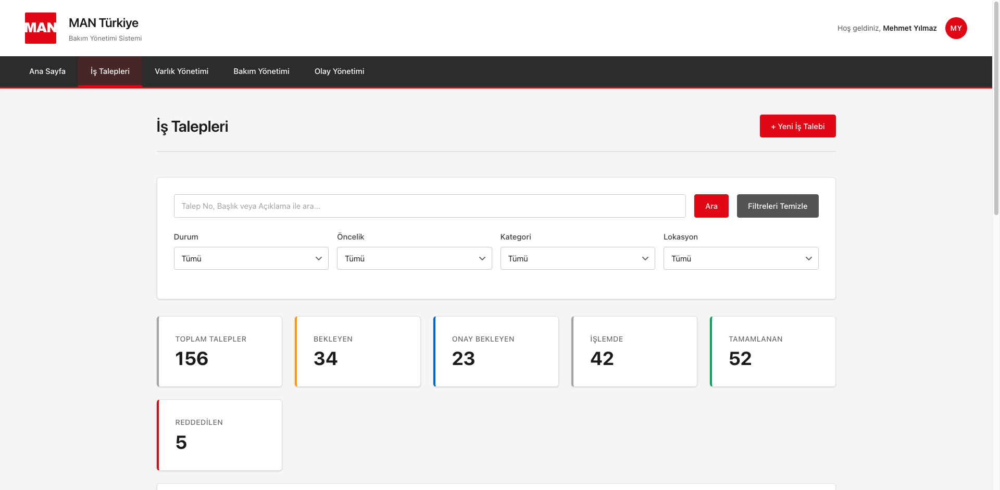 MAN
MAN Türkiye
Bakım Yönetimi Sistemi
Hoş geldiniz, Mehmet Yılmaz
MY
Ana Sayfa
İş Talepleri
Varlık Yönetimi
Bakım Yönetimi
Olay Yönetimi
İş Talepleri
+ Yeni İş Talebi
Talep No, Başlık veya Açıklama ile ara...
Ara
Filtreleri Temizle
Durum
Tümü
Öncelik
Tümü
Kategori
Tümü
Lokasyon
Tümü
TOPLAM TALEPLER
156
BEKLEYEN
34
ONAY BEKLEYEN
23
İŞLEMDE
42
TAMAMLANAN
52
REDDEDİLEN
5